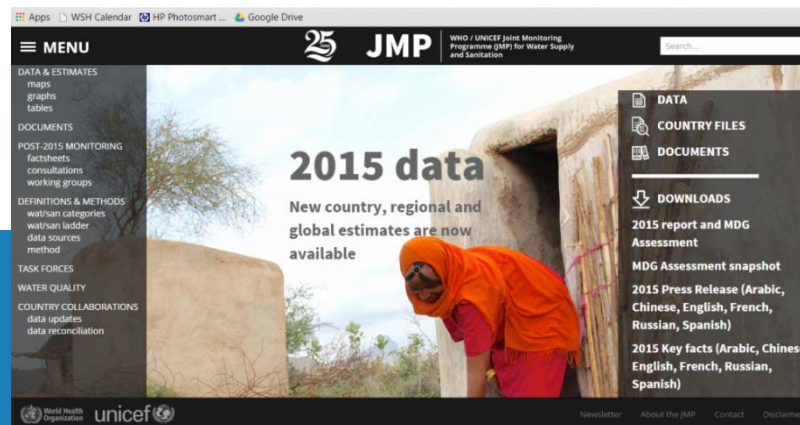 Apps WSH Calendar HP Photosmart ... Google Drive
MENU
25
JMP
WHO / UNICEF Joint Monitoring
Programme (JMP) for Water Supply
and Sanitation
Search...
DATA & ESTIMATES
maps
graphs
tables
DOCUMENTS
POST-2015 MONITORING
factsheets
consultations
working groups
DEFINITIONS & METHODS
wat/san categories
wat/san ladder
data sources
method
TASK FORCES
WATER QUALITY
COUNTRY COLLABORATIONS
data updates
data reconciliation
2015 data
New country, regional and
global estimates are now
available
DATA
COUNTRY FILES
DOCUMENTS
DOWNLOADS
2015 report and MDG
Assessment
MDG Assessment snapshot
2015 Press Release (Arabic,
Chinese, English, French,
Russian, Spanish)
2015 Key facts (Arabic, Chinese
English, French, Russian,
Spanish)
World Health
Organization
unicef
Newsletter About the JMP Contact Disclaime